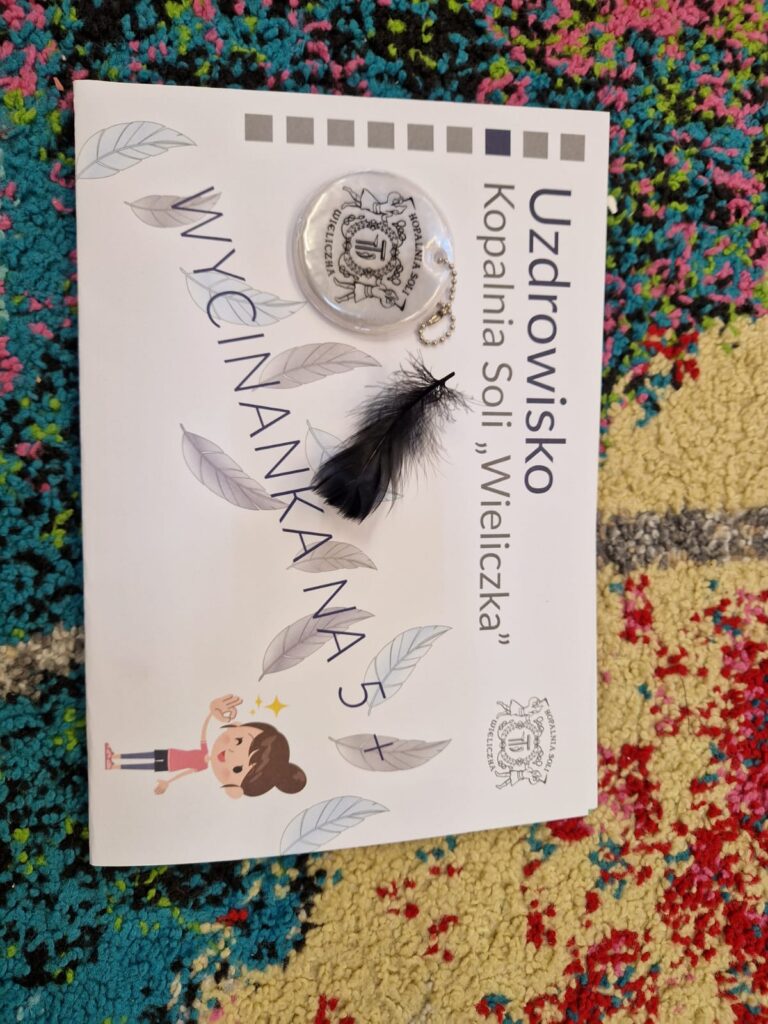 Uzdrowisko
Kopalnia Soli „Wieliczka”
KOPALNIA SOLI
WIELICZKA
KOPALNIA SOLI
WIELICZKA
WYCINANKA NA 5+